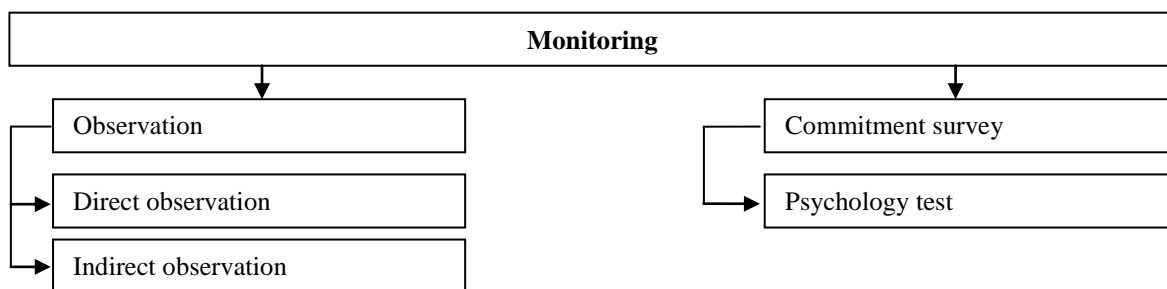 Monitoring
Observation
Commitment survey
Direct observation
Psychology test
Indirect observation